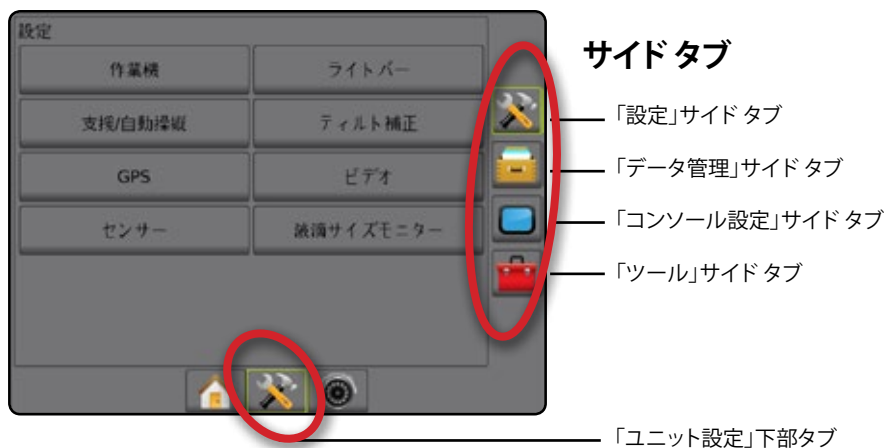 設定
作業機
ライトバー
支援/自動操縦
ティルト補正
GPS
ビデオ
センサー
液滴サイズモニター
サイド タブ
「設定」サイド タブ
「データ管理」サイド タブ
「コンソール設定」サイド タブ
「ツール」サイド タブ
「ユニット設定」下部タブ